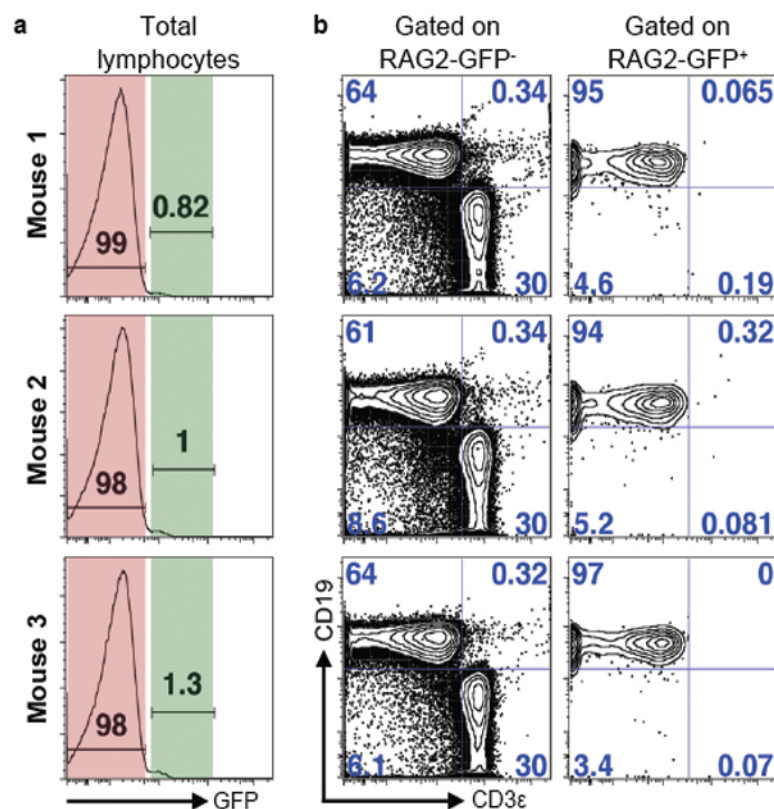 a
Total
lymphocytes
b
Gated on
RAG2-GFP-
Gated on
RAG2-GFP+
Mouse 1
99
0.82
64
0.34
6.2
30
95
0.065
4.6
0.19
Mouse 2
98
1
61
0.34
8.6
30
94
0.32
5.2
0.081
Mouse 3
98
1.3
64
0.32
6.1
30
97
0
3.4
0.07
CD19
GFP
CD3ε